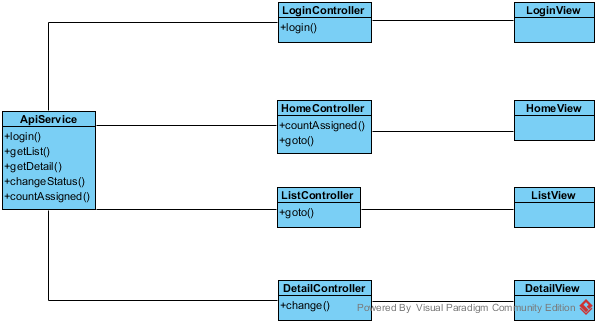 LoginController
+login()
LoginView
HomeController
+countAssigned()
+goto()
HomeView
ApiService
+login()
+getList()
+getDetail()
+changeStatus()
+countAssigned()
ListController
+goto()
ListView
DetailController
+change()
DetailView
Powered By Visual Paradigm Community Edition